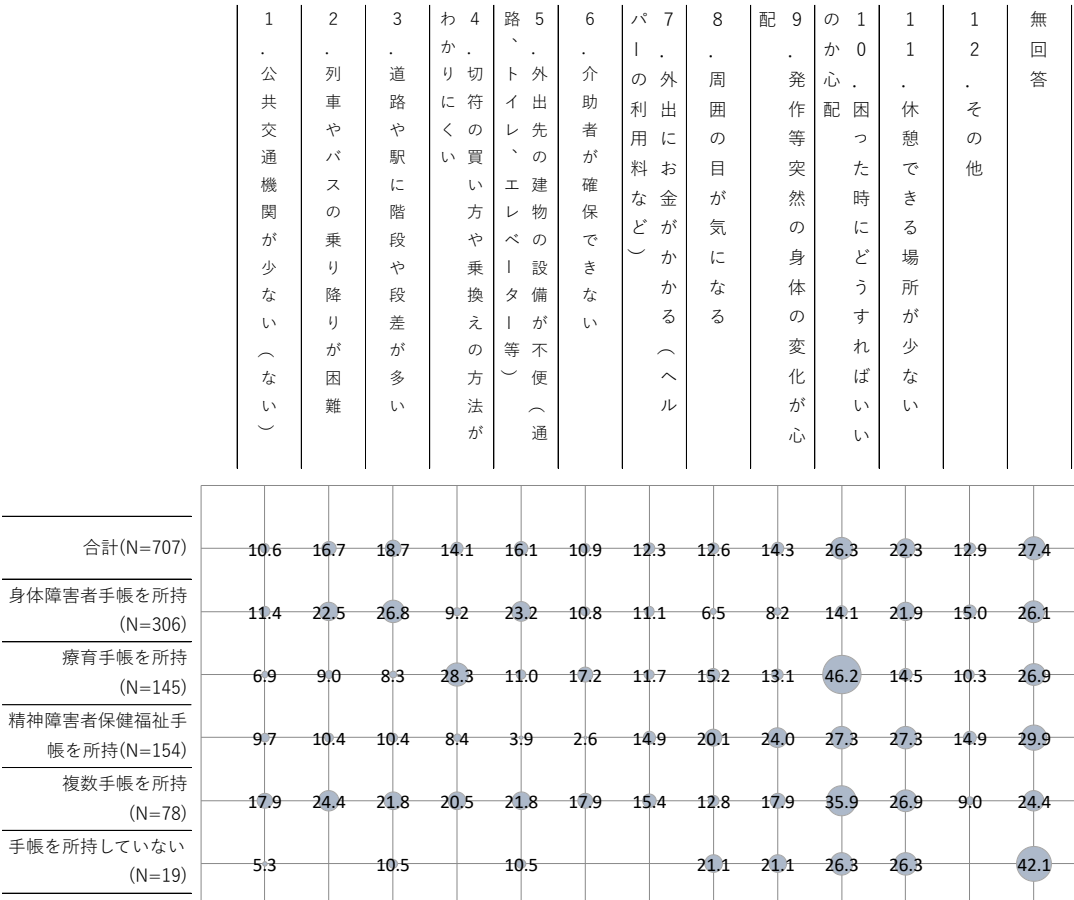 1.公共交通機関が少ない（ない）
2.列車やバスの乗り降りが困難
3.道路や駅に階段や段差が多い
4.切符の買い方や乗換えの方法が
わかりにくい
5.外出先の建物の設備が不便（通
路、トイレ、エレベーター等）
6.介助者が確保できない
7.外出にお金がかかる（ヘル
パーの利用料など）
8.周囲の目が気になる
9.発作等突然の身体の変化が心
配
10.困った時にどうすればいい
のか心配
11.休憩できる場所が少ない
12.その他
無回答
合計(N=707)
10.6 16.7 18.7 14.1 16.1 10.9 12.3 12.6 14.3 26.3 22.3 12.9 27.4
身体障害者手帳を所持
(N=306)
11.4 22.5 26.8 9.2 23.2 10.8 11.1 6.5 8.2 14.1 21.9 15.0 26.1
療育手帳を所持
(N=145)
6.9 9.0 8.3 28.3 11.0 17.2 11.7 15.2 13.1 46.2 14.5 10.3 26.9
精神障害者保健福祉手
帳を所持(N=154)
9.7 10.4 10.4 8.4 3.9 2.6 14.9 20.1 24.0 27.3 27.3 14.9 29.9
複数手帳を所持
(N=78)
17.9 24.4 21.8 20.5 21.8 17.9 15.4 12.8 17.9 35.9 26.9 9.0 24.4
手帳を所持していない
(N=19)
5.3 10.5 10.5 21.1 21.1 26.3 26.3 42.1